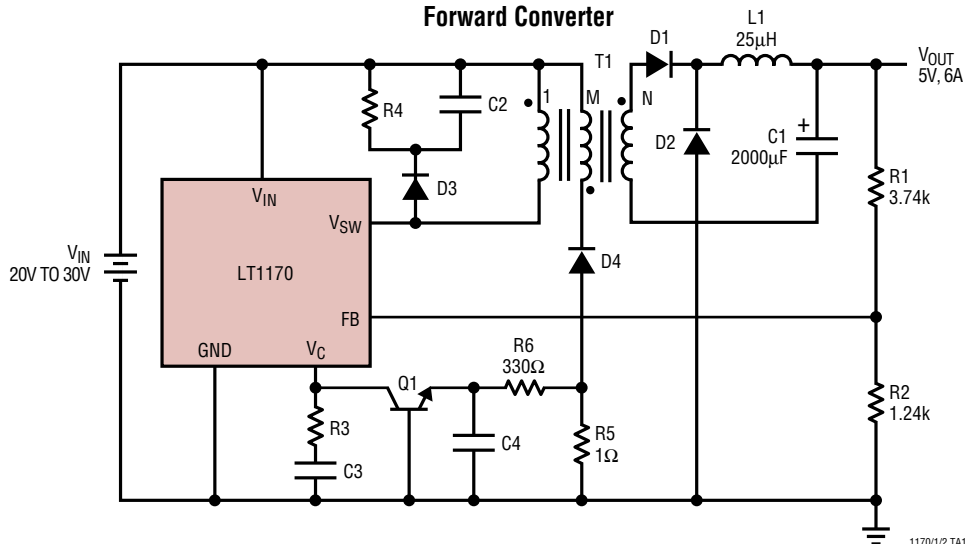 Forward Converter
L1
25μH
D1
T1
VOUT
5V, 6A
R4
C2
1
M
N
D2
C1
+
2000μF
R1
3.74k
D3
VIN
VSW
LT1170
VIN
20V TO 30V
D4
FB
GND
VC
R6
330Ω
Q1
R2
1.24k
R3
R5
1Ω
C4
C3
1170/1/2 TA1